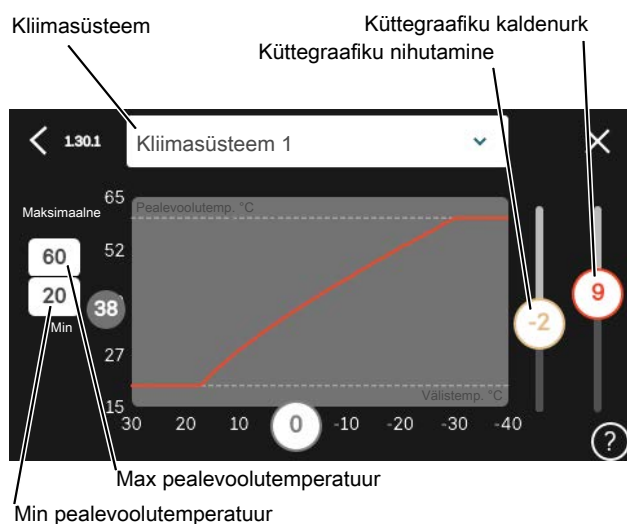 Kliimasüsteem
Küttegraafiku kaldenurk
Küttegraafiku nihutamine
1.30.1
Kliimasüsteem 1
Maksimaalne
60
20
Min
65
52
38
27
15
Pealevoolutemp. °C
Välistemp. °C
30 20 10 0 -10 -20 -30 -40
-2
9
?
Max pealevoolutemperatuur
Min pealevoolutemperatuur